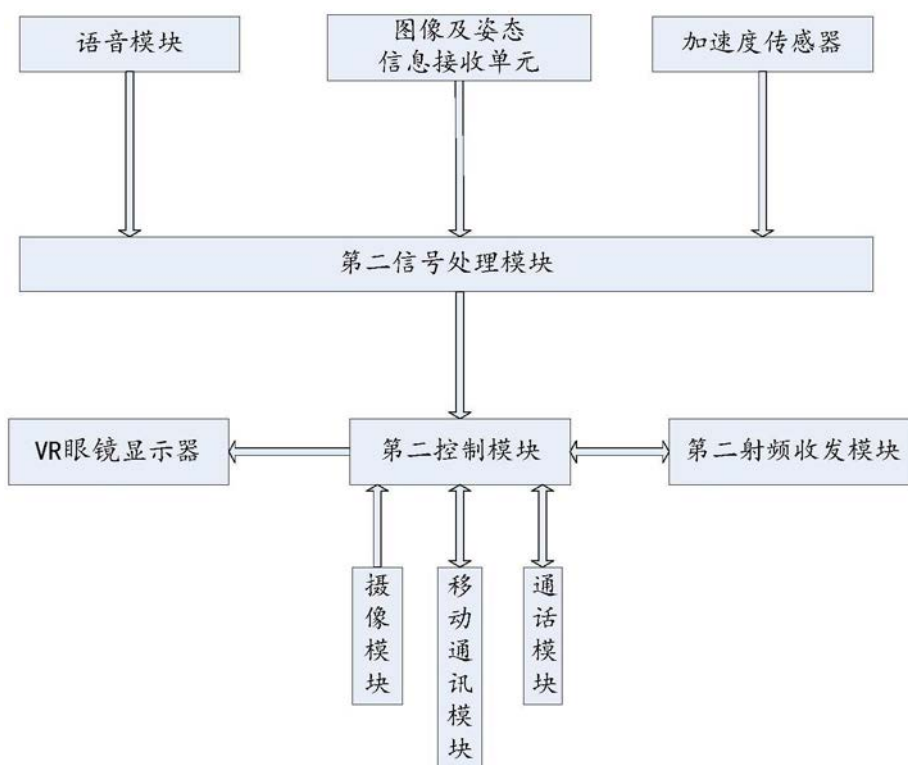 语音模块
图像及姿态
信息接收单元
加速度传感器
第二信号处理模块
VR眼镜显示器
第二控制模块
第二射频收发模块
摄像模块
移动通讯模块
通话模块